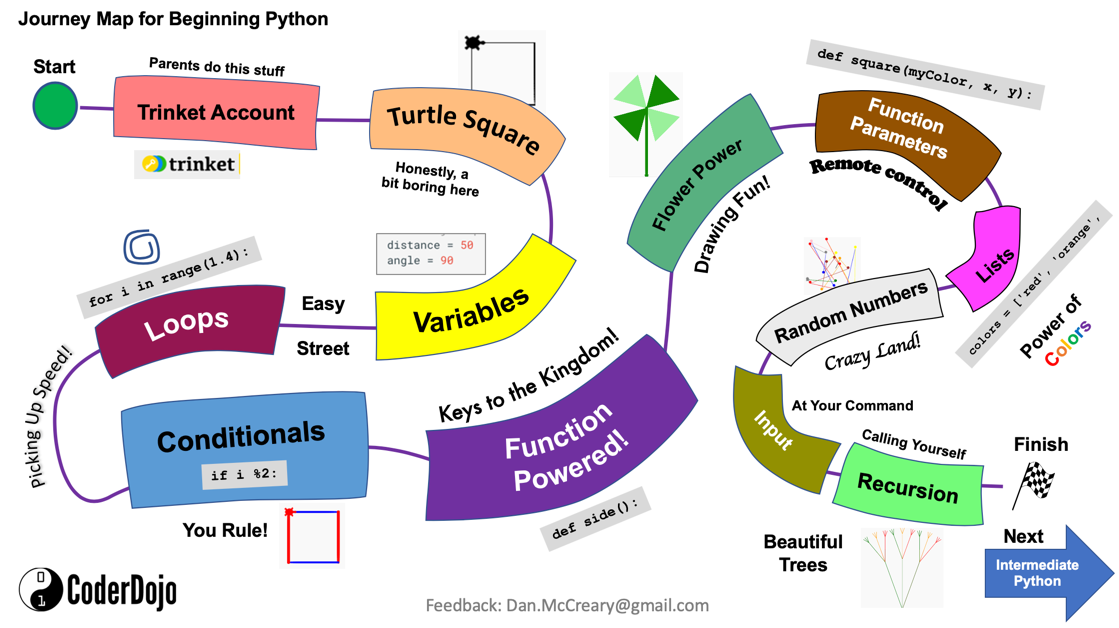 Journey Map for Beginning Python
Start
Parents do this stuff
Trinket Account
trinket
Turtle Square
Honestly, a
bit boring here
distance = 50
angle = 90
Variables
Easy
Street
for i in range(1.4):
Loops
Picking Up Speed!
Conditionals
if i %2:
You Rule!
Keys to the Kingdom!
Function
Powered!
def side():
Flower Power
Drawing Fun!
def square(myColor, x, y):
Function
Parameters
Remote control
Lists
colors = ['red', 'orange',
Power of
Colors
Random Numbers
Crazy Land!
Input
At Your Command
Calling Yourself
Recursion
Beautiful
Trees
Finish
Next
Intermediate
Python
0
1
CoderDojo
Feedback: Dan.McCreary@gmail.com